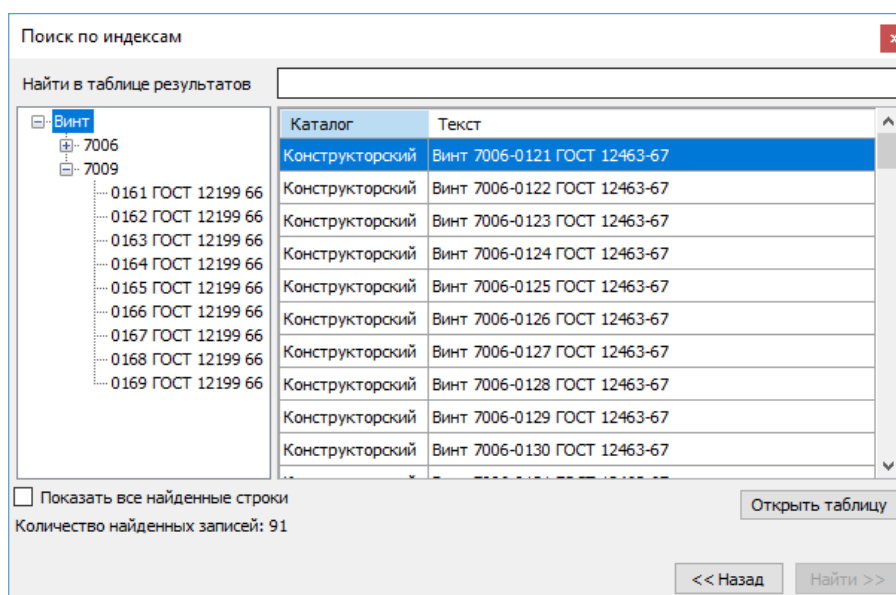 Поиск по индексам
x
Найти в таблице результатов
Винт
7006
7009
0161 ГОСТ 12199 66
0162 ГОСТ 12199 66
0163 ГОСТ 12199 66
0164 ГОСТ 12199 66
0165 ГОСТ 12199 66
0166 ГОСТ 12199 66
0167 ГОСТ 12199 66
0168 ГОСТ 12199 66
0169 ГОСТ 12199 66
Каталог Текст
Конструкторский Винт 7006-0121 ГОСТ 12463-67
Конструкторский Винт 7006-0122 ГОСТ 12463-67
Конструкторский Винт 7006-0123 ГОСТ 12463-67
Конструкторский Винт 7006-0124 ГОСТ 12463-67
Конструкторский Винт 7006-0125 ГОСТ 12463-67
Конструкторский Винт 7006-0126 ГОСТ 12463-67
Конструкторский Винт 7006-0127 ГОСТ 12463-67
Конструкторский Винт 7006-0128 ГОСТ 12463-67
Конструкторский Винт 7006-0129 ГОСТ 12463-67
Конструкторский Винт 7006-0130 ГОСТ 12463-67
Показать все найденные строки
Открыть таблицу
Количество найденных записей: 91
<< Назад
Найти >>